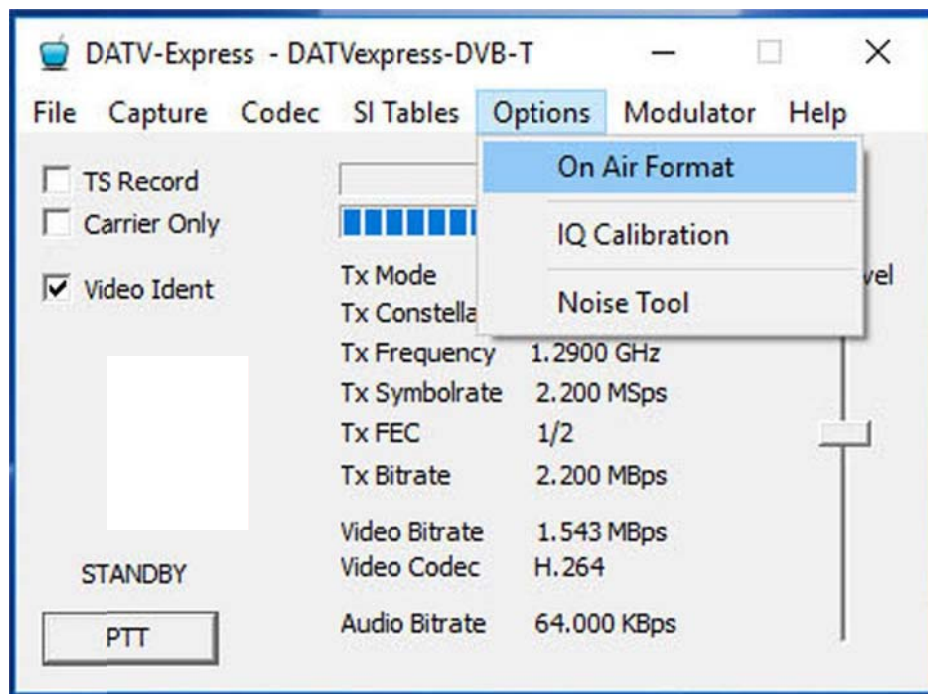 DATV-Express - DATVexpress-DVB-T
File Capture Codec SI Tables Options Modulator Help
On Air Format
IQ Calibration
Noise Tool
TS Record
Carrier Only
Video Ident
Tx Mode
vel
Tx Constella
Tx Frequency 1.2900 GHz
Tx Symbolrate 2.200 MSps
Tx FEC 1/2
Tx Bitrate 2.200 MBps
Video Bitrate 1.543 MBps
Video Codec H.264
Audio Bitrate 64.000 KBps
STANDBY
PTT